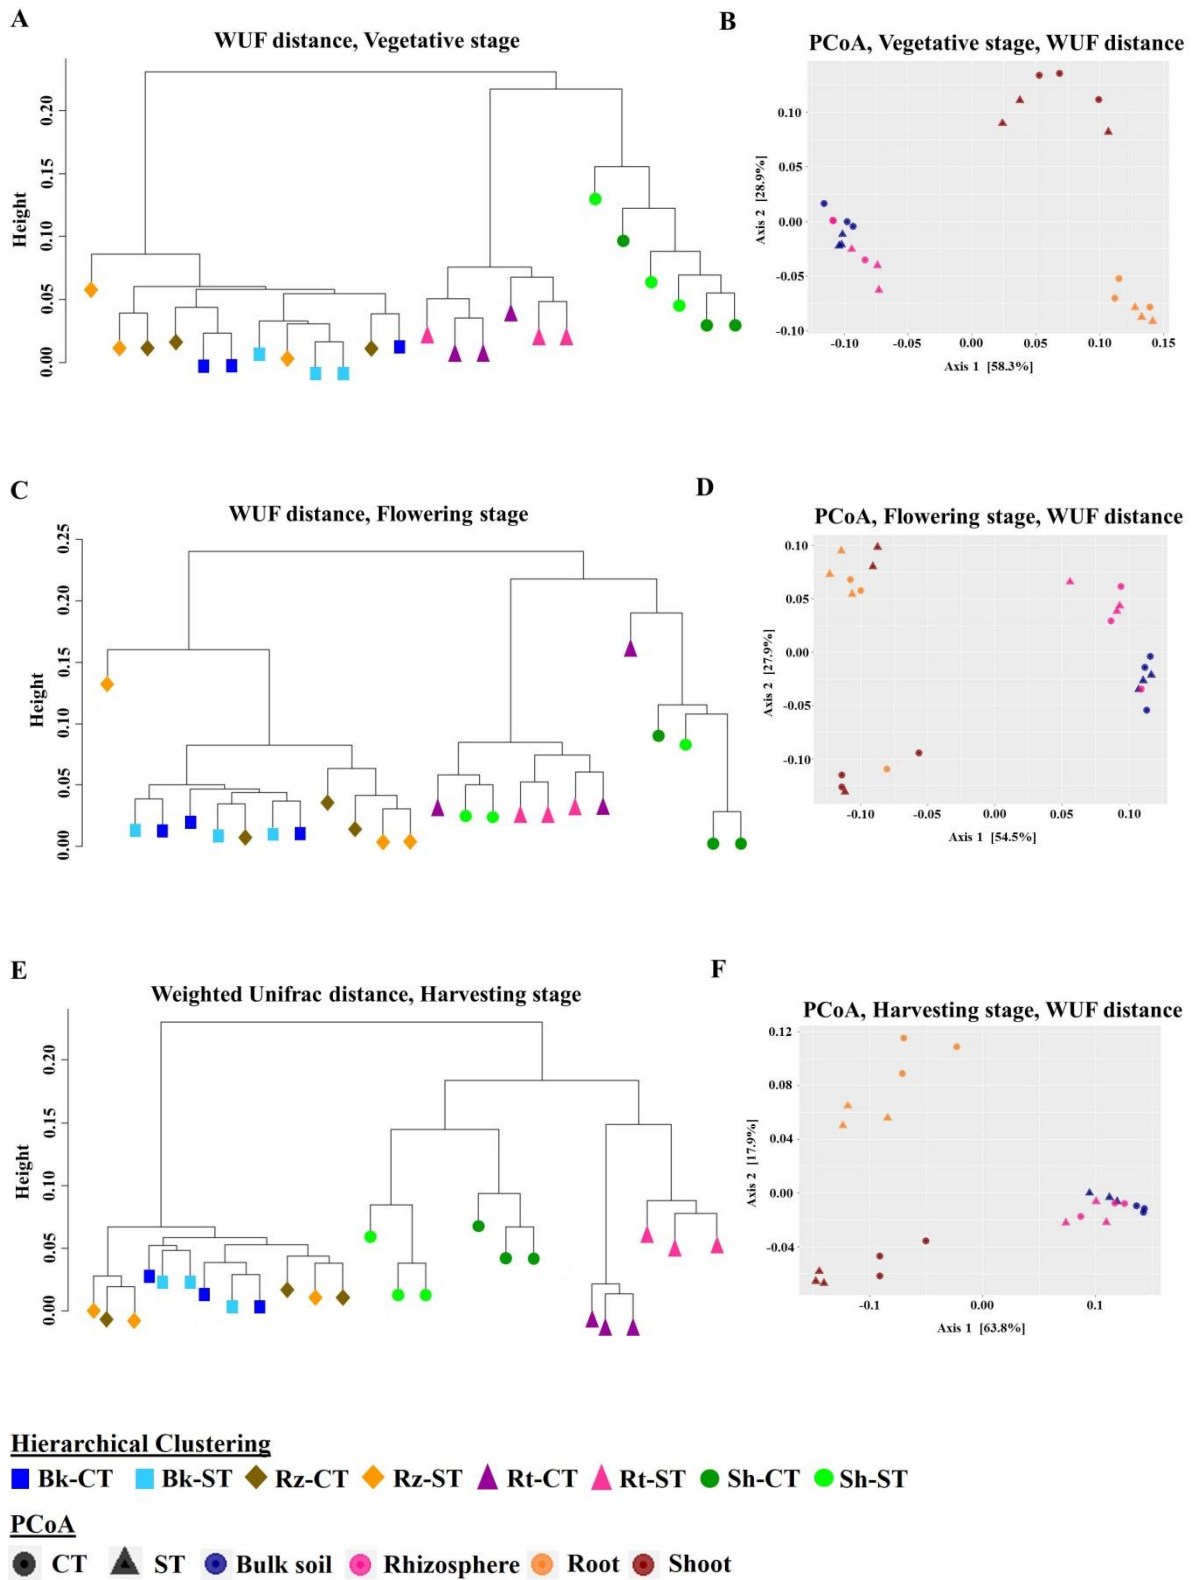 A
WUF distance, Vegetative stage
Height
0.20
0.15
0.10
0.05
0.00
B
PCoA, Vegetative stage, WUF distance
Axis 2 [28.9%]
0.10
0.05
0.00
-0.05
-0.10
-0.10
-0.05
0.00
0.05
0.10
0.15
Axis 1 [58.3%]
C
WUF distance, Flowering stage
Height
0.25
0.20
0.15
0.10
0.05
0.00
D
PCoA, Flowering stage, WUF distance
Axis 2 [27.9%]
0.10
0.05
0.00
-0.05
-0.10
-0.10
-0.05
0.00
0.05
0.10
Axis 1 [54.5%]
E
Weighted Unifrac distance, Harvesting stage
Height
0.20
0.15
0.10
0.05
0.00
F
PCoA, Harvesting stage, WUF distance
Axis 2 [17.9%]
0.12
0.08
0.04
0.00
-0.04
-0.1
0.00
0.1
Axis 1 [63.8%]
Hierarchical Clustering
Bk-CT Bk-ST Rz-CT Rz-ST Rt-CT Rt-ST Sh-CT Sh-ST
PCoA
CT ST Bulk soil Rhizosphere Root Shoot